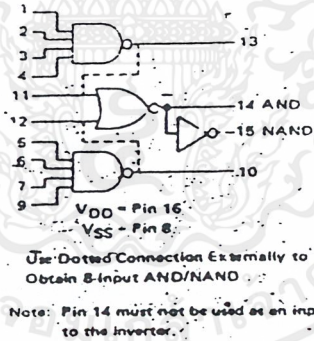 1
2
3
4
13
11
12
14 AND
15 NAND
5
6
7
9
10
VDD = Pin 16
VSS = Pin 8
Use Dotted Connection Externally to
Obtain 8-Input AND/NAND
Note: Pin 14 must not be used as an inp
to the inverter.